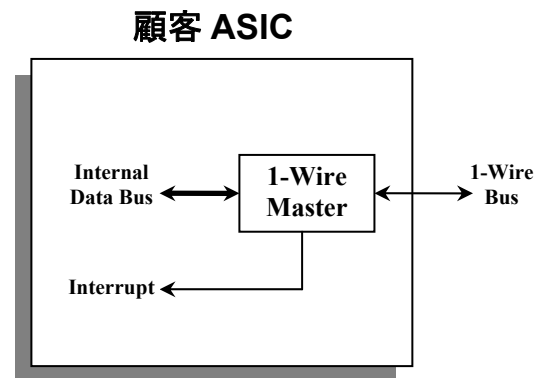 顧客 ASIC
Internal
Data Bus
1-Wire
Master
1-Wire
Bus
Interrupt